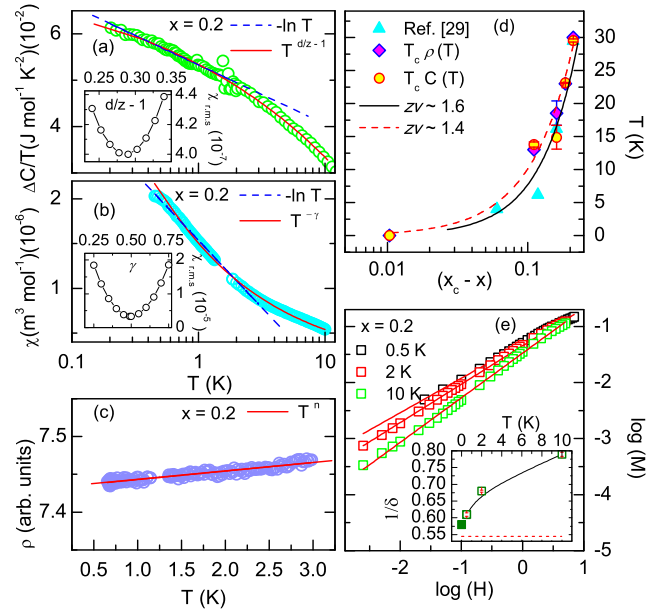 (a)
x = 0.2
-ln T
T^{d/z - 1}
ΔC/T(J mol⁻¹ K⁻²)(10⁻²)
6
4
2
0.25 0.30 0.35
d/z - 1
4.4
4.2
4.0
χ_{r.m.s} (10⁻⁷)
(b)
x = 0.2
-ln T
T^{-γ}
χ(m³ mol⁻¹)(10⁻⁶)
2
1
0.25 0.50 0.75
γ
2
1
0
χ_{r.m.s} (10⁻⁵)
0.1 1 10
T (K)
(c)
x = 0.2
Tⁿ
ρ (arb. units)
7.45
7.44
0.5 1.0 1.5 2.0 2.5 3.0
T (K)
(d)
Ref. [29]
T_c ρ (T)
T_c C (T)
zν ~ 1.6
zν ~ 1.4
30
25
20
15
10
5
0
T (K)
0.01 0.1
(x_c - x)
x = 0.2
(e)
0.5 K
2 K
10 K
-1
-2
-3
-4
-5
log (M)
T (K)
0 2 4 6 8 10
0.80
0.75
0.70
0.65
0.60
0.55
1/δ
-2 -1 0 1
log (H)